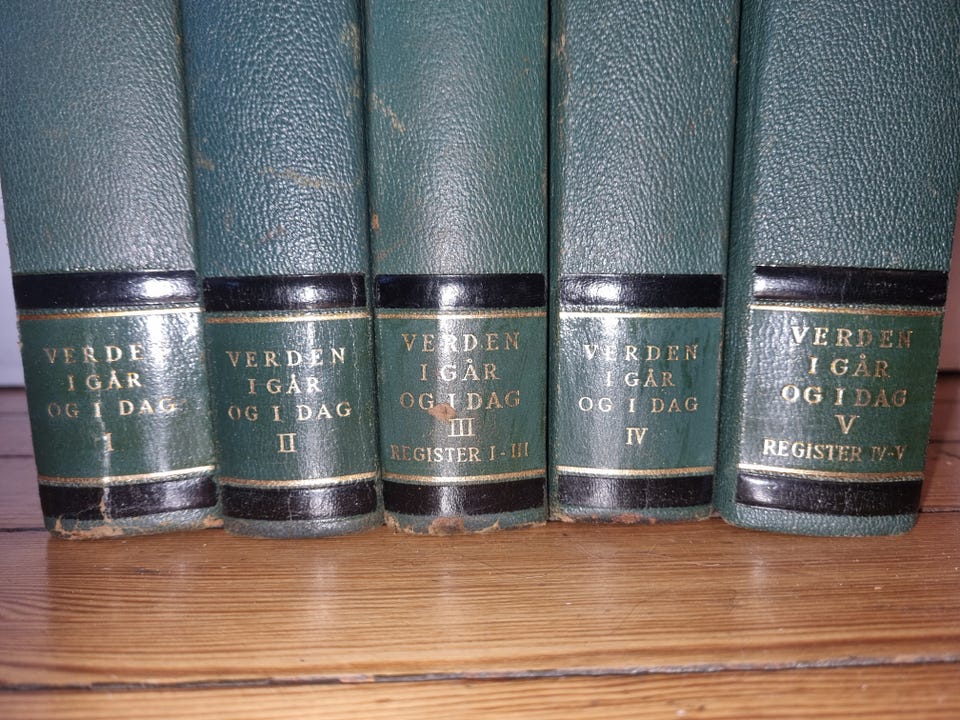 VERDEN
I GÅR
OG I DAG
I
VERDEN
I GÅR
OG I DAG
II
VERDEN
I GÅR
OG I DAG
III
REGISTER I - III
VERDEN
I GÅR
OG I DAG
IV
VERDEN
I GÅR
OG I DAG
V
REGISTER IV-V